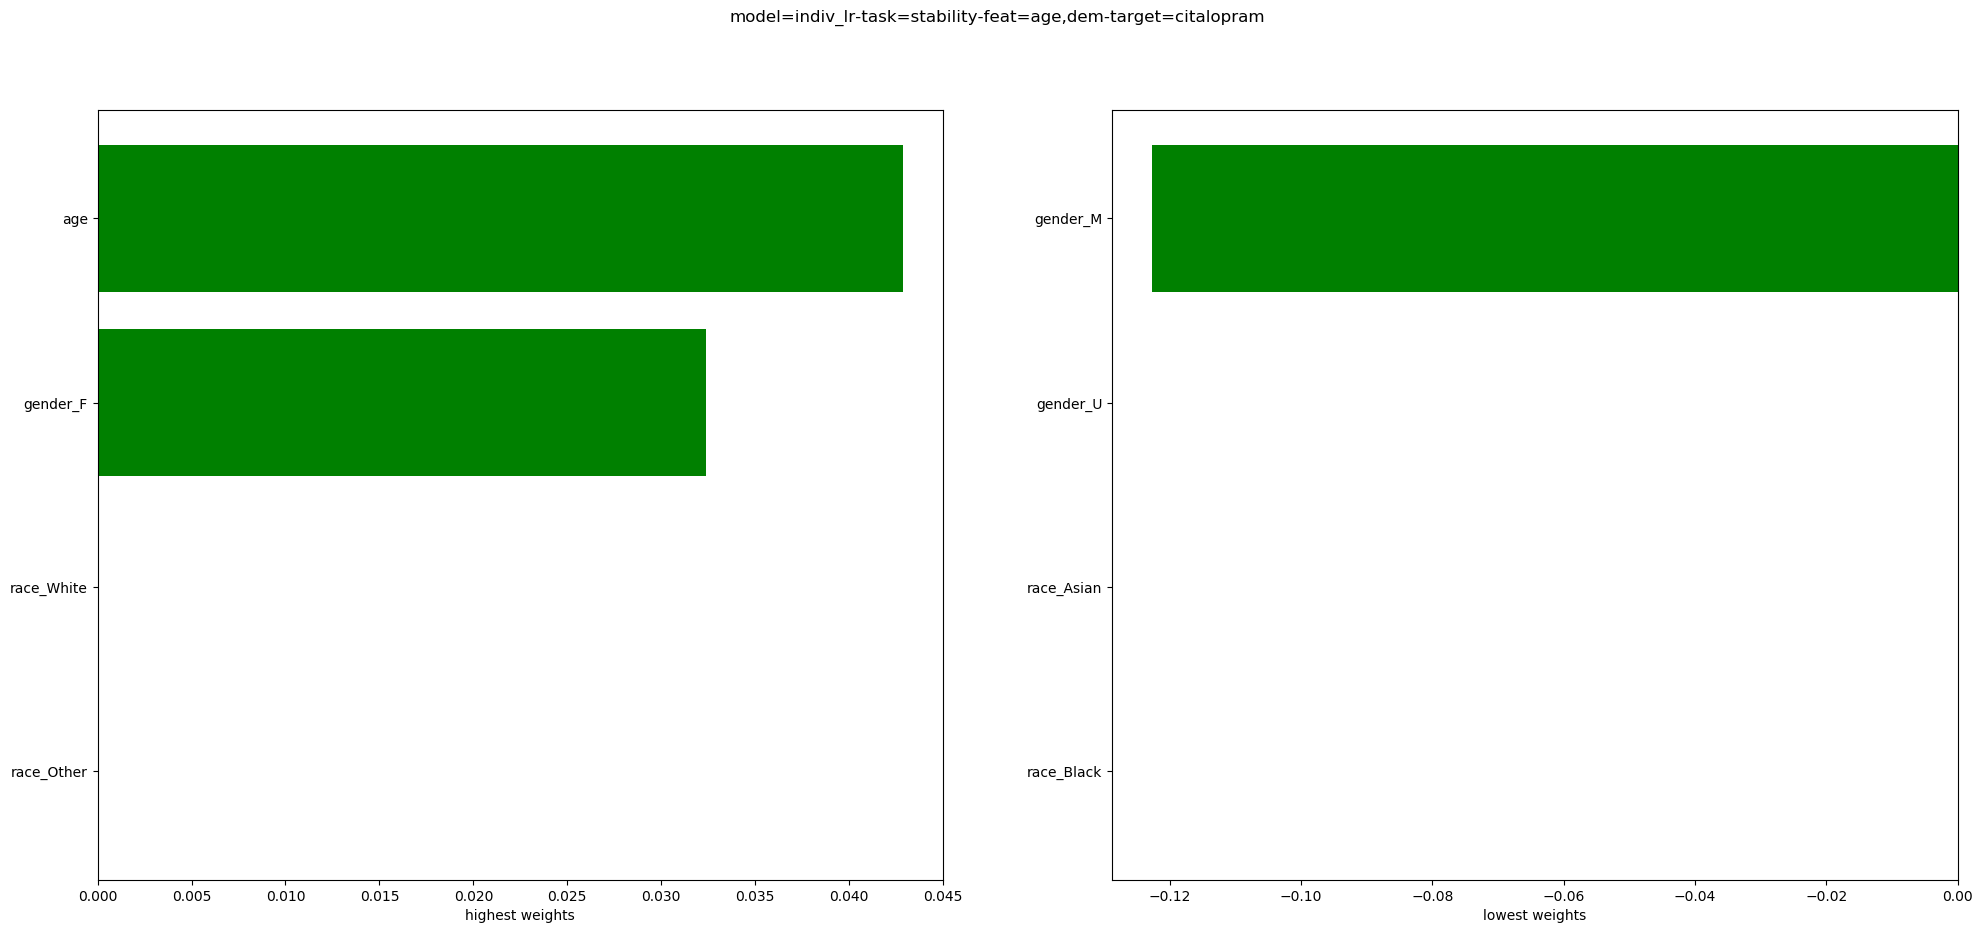 model=indiv_lr-task=stability-feat=age,dem-target=citalopram
age
gender_F
race_White
race_Other
0.000 0.005 0.010 0.015 0.020 0.025 0.030 0.035 0.040 0.045
highest weights
gender_M
gender_U
race_Asian
race_Black
−0.12 −0.10 −0.08 −0.06 −0.04 −0.02 0.00
lowest weights